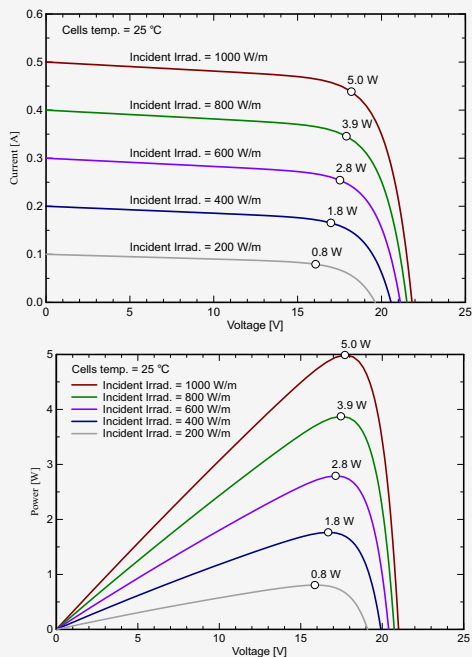 0.6
Cells temp. = 25 °C
Incident Irrad. = 1000 W/m
0.5
5.0 W
Incident Irrad. = 800 W/m
0.4
3.9 W
Current [A]
Incident Irrad. = 600 W/m
0.3
2.8 W
Incident Irrad. = 400 W/m
0.2
1.8 W
Incident Irrad. = 200 W/m
0.1
0.8 W
0.0
0 5 10 15 20 25
Voltage [V]
5.0 W
5
Cells temp. = 25 °C
Incident Irrad. = 1000 W/m
Incident Irrad. = 800 W/m
Incident Irrad. = 600 W/m
Incident Irrad. = 400 W/m
Incident Irrad. = 200 W/m
3.9 W
4
2.8 W
3
Power [W]
2
1.8 W
1
0.8 W
0
0 5 10 15 20 25
Voltage [V]